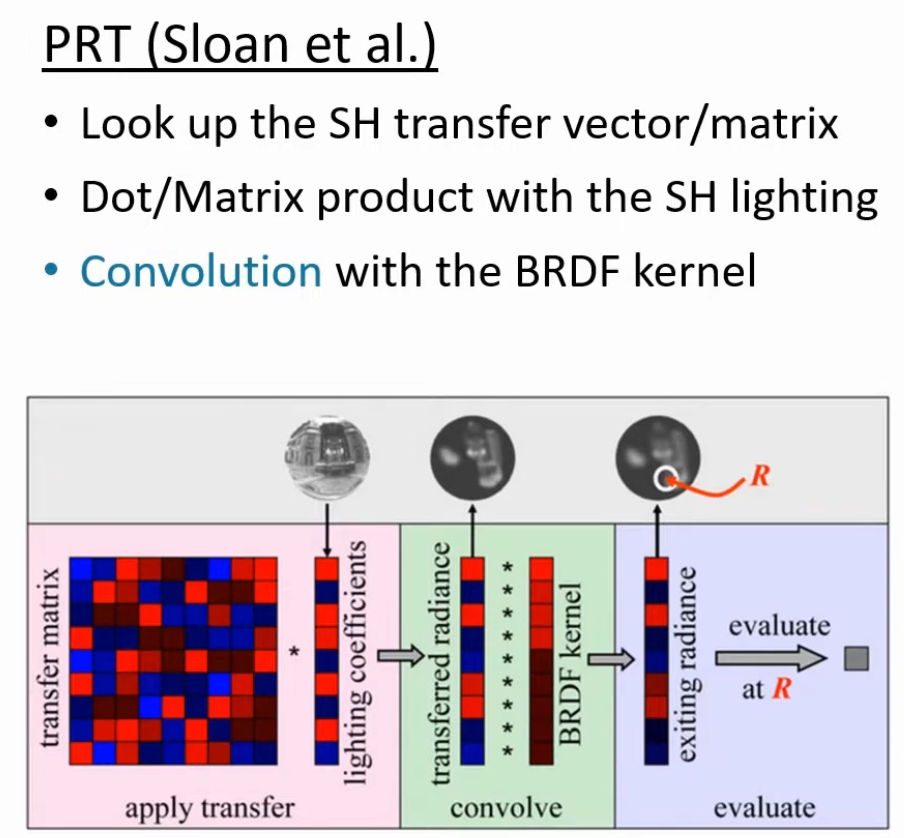 PRT (Sloan et al.)
• Look up the SH transfer vector/matrix
• Dot/Matrix product with the SH lighting
• Convolution with the BRDF kernel
R
transfer matrix
*
lighting coefficients
transferred radiance
* * * * * * * * *
BRDF kernel
exiting radiance
evaluate
at R
apply transfer
convolve
evaluate